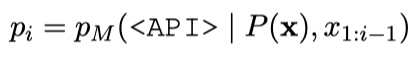 p_i = p_M(<API> | P(x), x_{1:i−1})